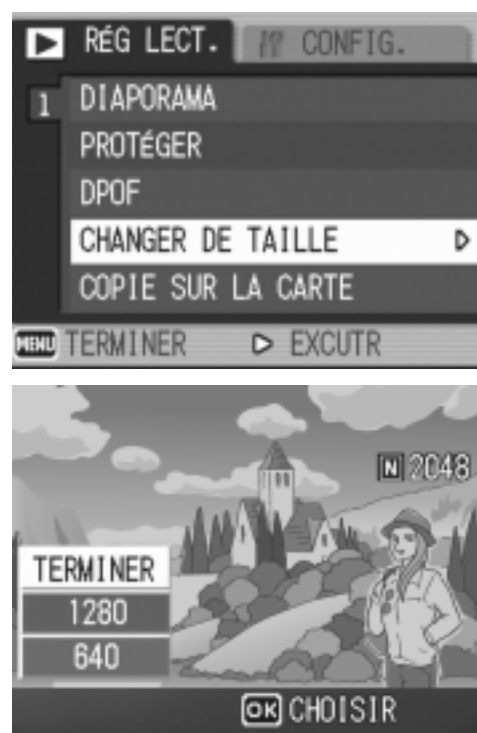 RÉG LECT. CONFIG.
1 DIAPORAMA
PROTÉGER
DPOF
CHANGER DE TAILLE
COPIE SUR LA CARTE
MENU TERMINER EXCUTR
N 2048
TERMINER
1280
640
OK CHOISIR